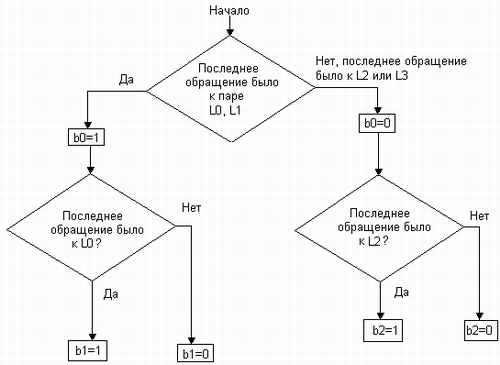 Начало
Последнее
обращение было
к паре
L0, L1
Да
Нет, последнее обращение
было к L2 или L3
b0=1
b0=0
Последнее
обращение было
к L0?
Нет
Да
Последнее
обращение было
к L2?
Нет
Да
b1=1
b1=0
b2=1
b2=0